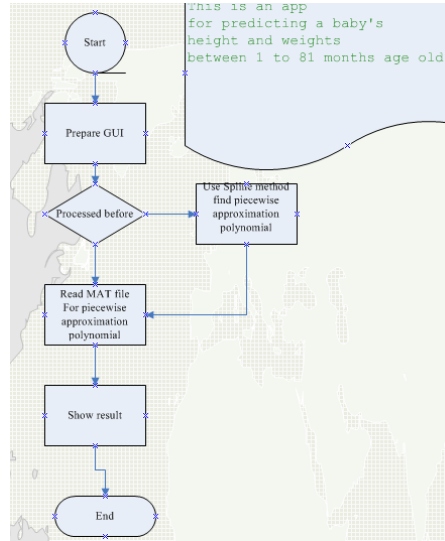 This is an app
for predicting a baby's
height and weights
between 1 to 81 months age old
Start
Prepare GUI
Processed before
Use Spline method
find piecewise
approximation
polynomial
Read MAT file
For piecewise
approximation
polynomial
Show result
End